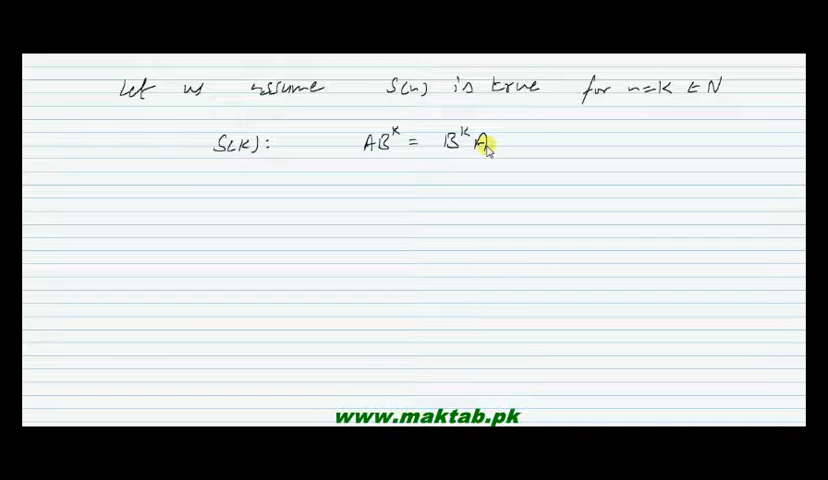 Let us assume S(n) is true for n=k ∈ N
S(k): AB^k = B^k A
www.maktab.pk